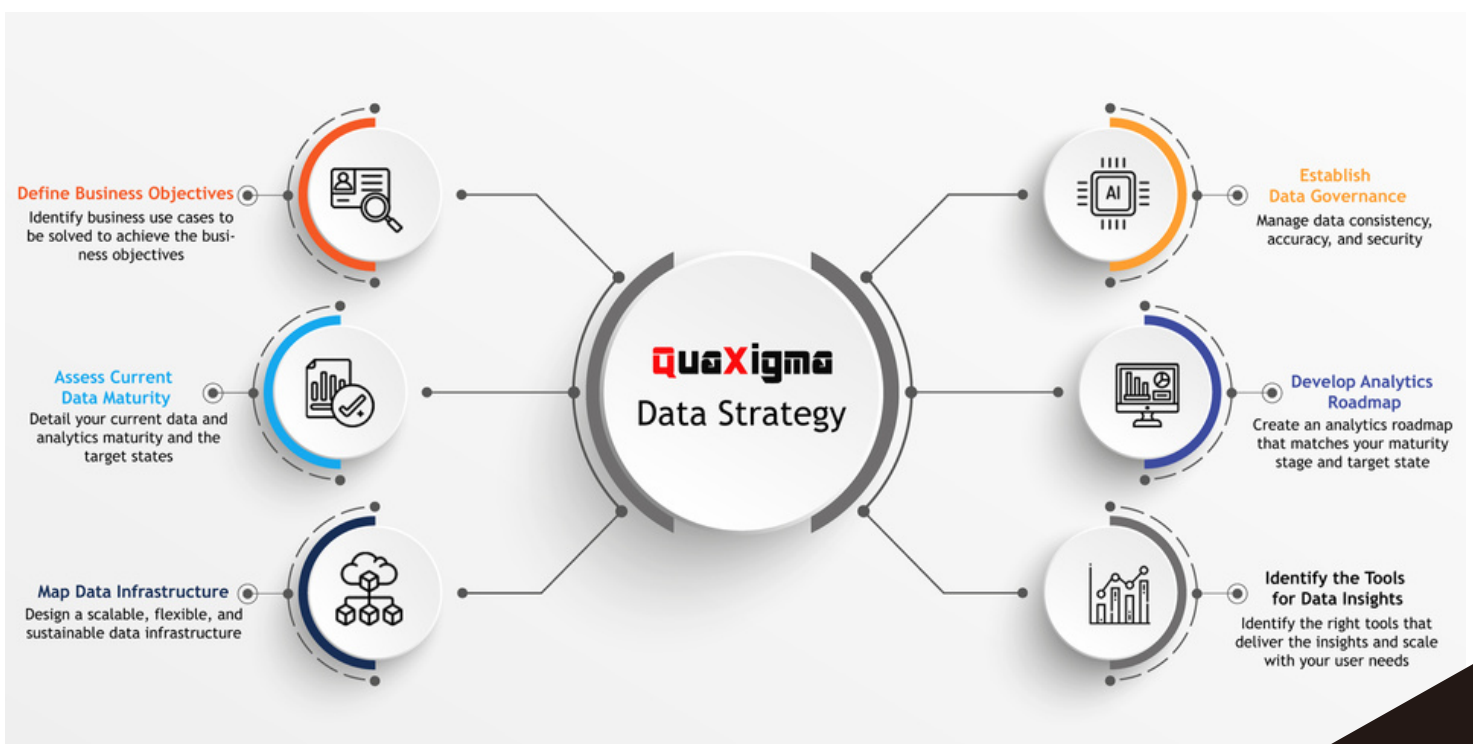 Define Business Objectives
Identify business use cases to
be solved to achieve the busi-
ness objectives
Assess Current
Data Maturity
Detail your current data and
analytics maturity and the
target states
Map Data Infrastructure
Design a scalable, flexible, and
sustainable data infrastructure
QuaXigma
Data Strategy
AI
Establish
Data Governance
Manage data consistency,
accuracy, and security
Develop Analytics
Roadmap
Create an analytics roadmap
that matches your maturity
stage and target state
Identify the Tools
for Data Insights
Identify the right tools that
deliver the insights and scale
with your user needs